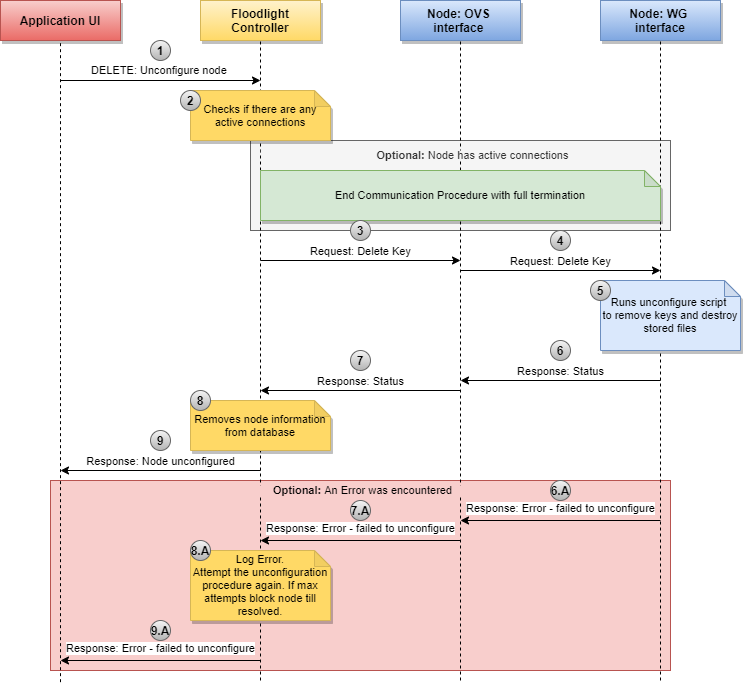 Application UI
Floodlight
Controller
Node: OVS
interface
Node: WG
interface
1
DELETE: Unconfigure node
2
Checks if there are any
active connections
Optional: Node has active connections
End Communication Procedure with full termination
3
Request: Delete Key
4
Request: Delete Key
5
Runs unconfigure script
to remove keys and destroy
stored files
6
Response: Status
7
Response: Status
8
Removes node information
from database
9
Response: Node unconfigured
Optional: An Error was encountered
6.A
Response: Error - failed to unconfigure
7.A
Response: Error - failed to unconfigure
8.A
Log Error.
Attempt the unconfiguration
procedure again. If max
attempts block node till
resolved.
9.A
Response: Error - failed to unconfigure